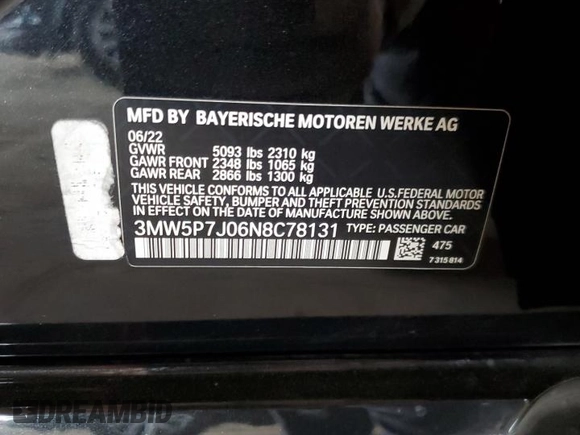 MFD BY BAYERISCHE MOTOREN WERKE AG
06/22
GVWR 5093 lbs 2310 kg
GAWR FRONT 2348 lbs 1065 kg
GAWR REAR 2866 lbs 1300 kg
THIS VEHICLE CONFORMS TO ALL APPLICABLE U.S. FEDERAL MOTOR
VEHICLE SAFETY, BUMPER, AND THEFT PREVENTION STANDARDS
IN EFFECT ON THE DATE OF MANUFACTURE SHOWN ABOVE.
3MW5P7J06N8C78131 TYPE: PASSENGER CAR
475
7 315 814
DREAMBID